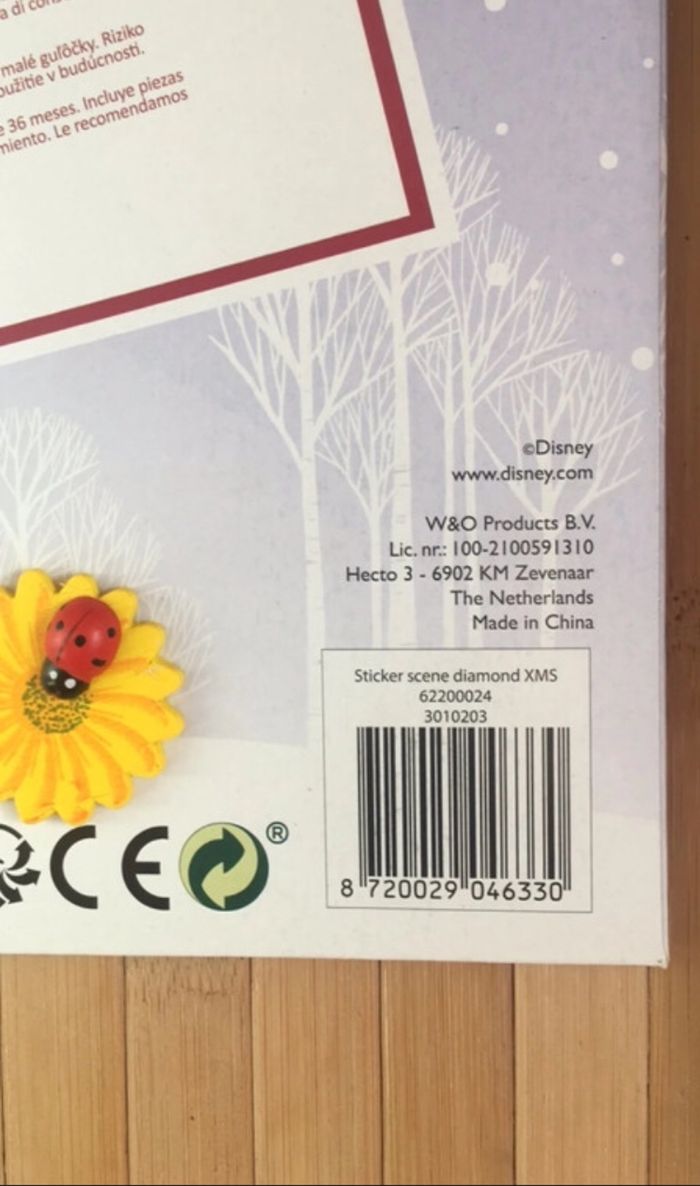 a di
malé guľôčky. Riziko
použitie v budúcnosti.
e 36 meses. Incluye piezas
miento. Le recomendamos
©Disney
www.disney.com
W&O Products B.V.
Lic. nr.: 100-2100591310
Hecto 3 - 6902 KM Zevenaar
The Netherlands
Made in China
Sticker scene diamond XMS
62200024
3010203
8 720029 046330
CE
®